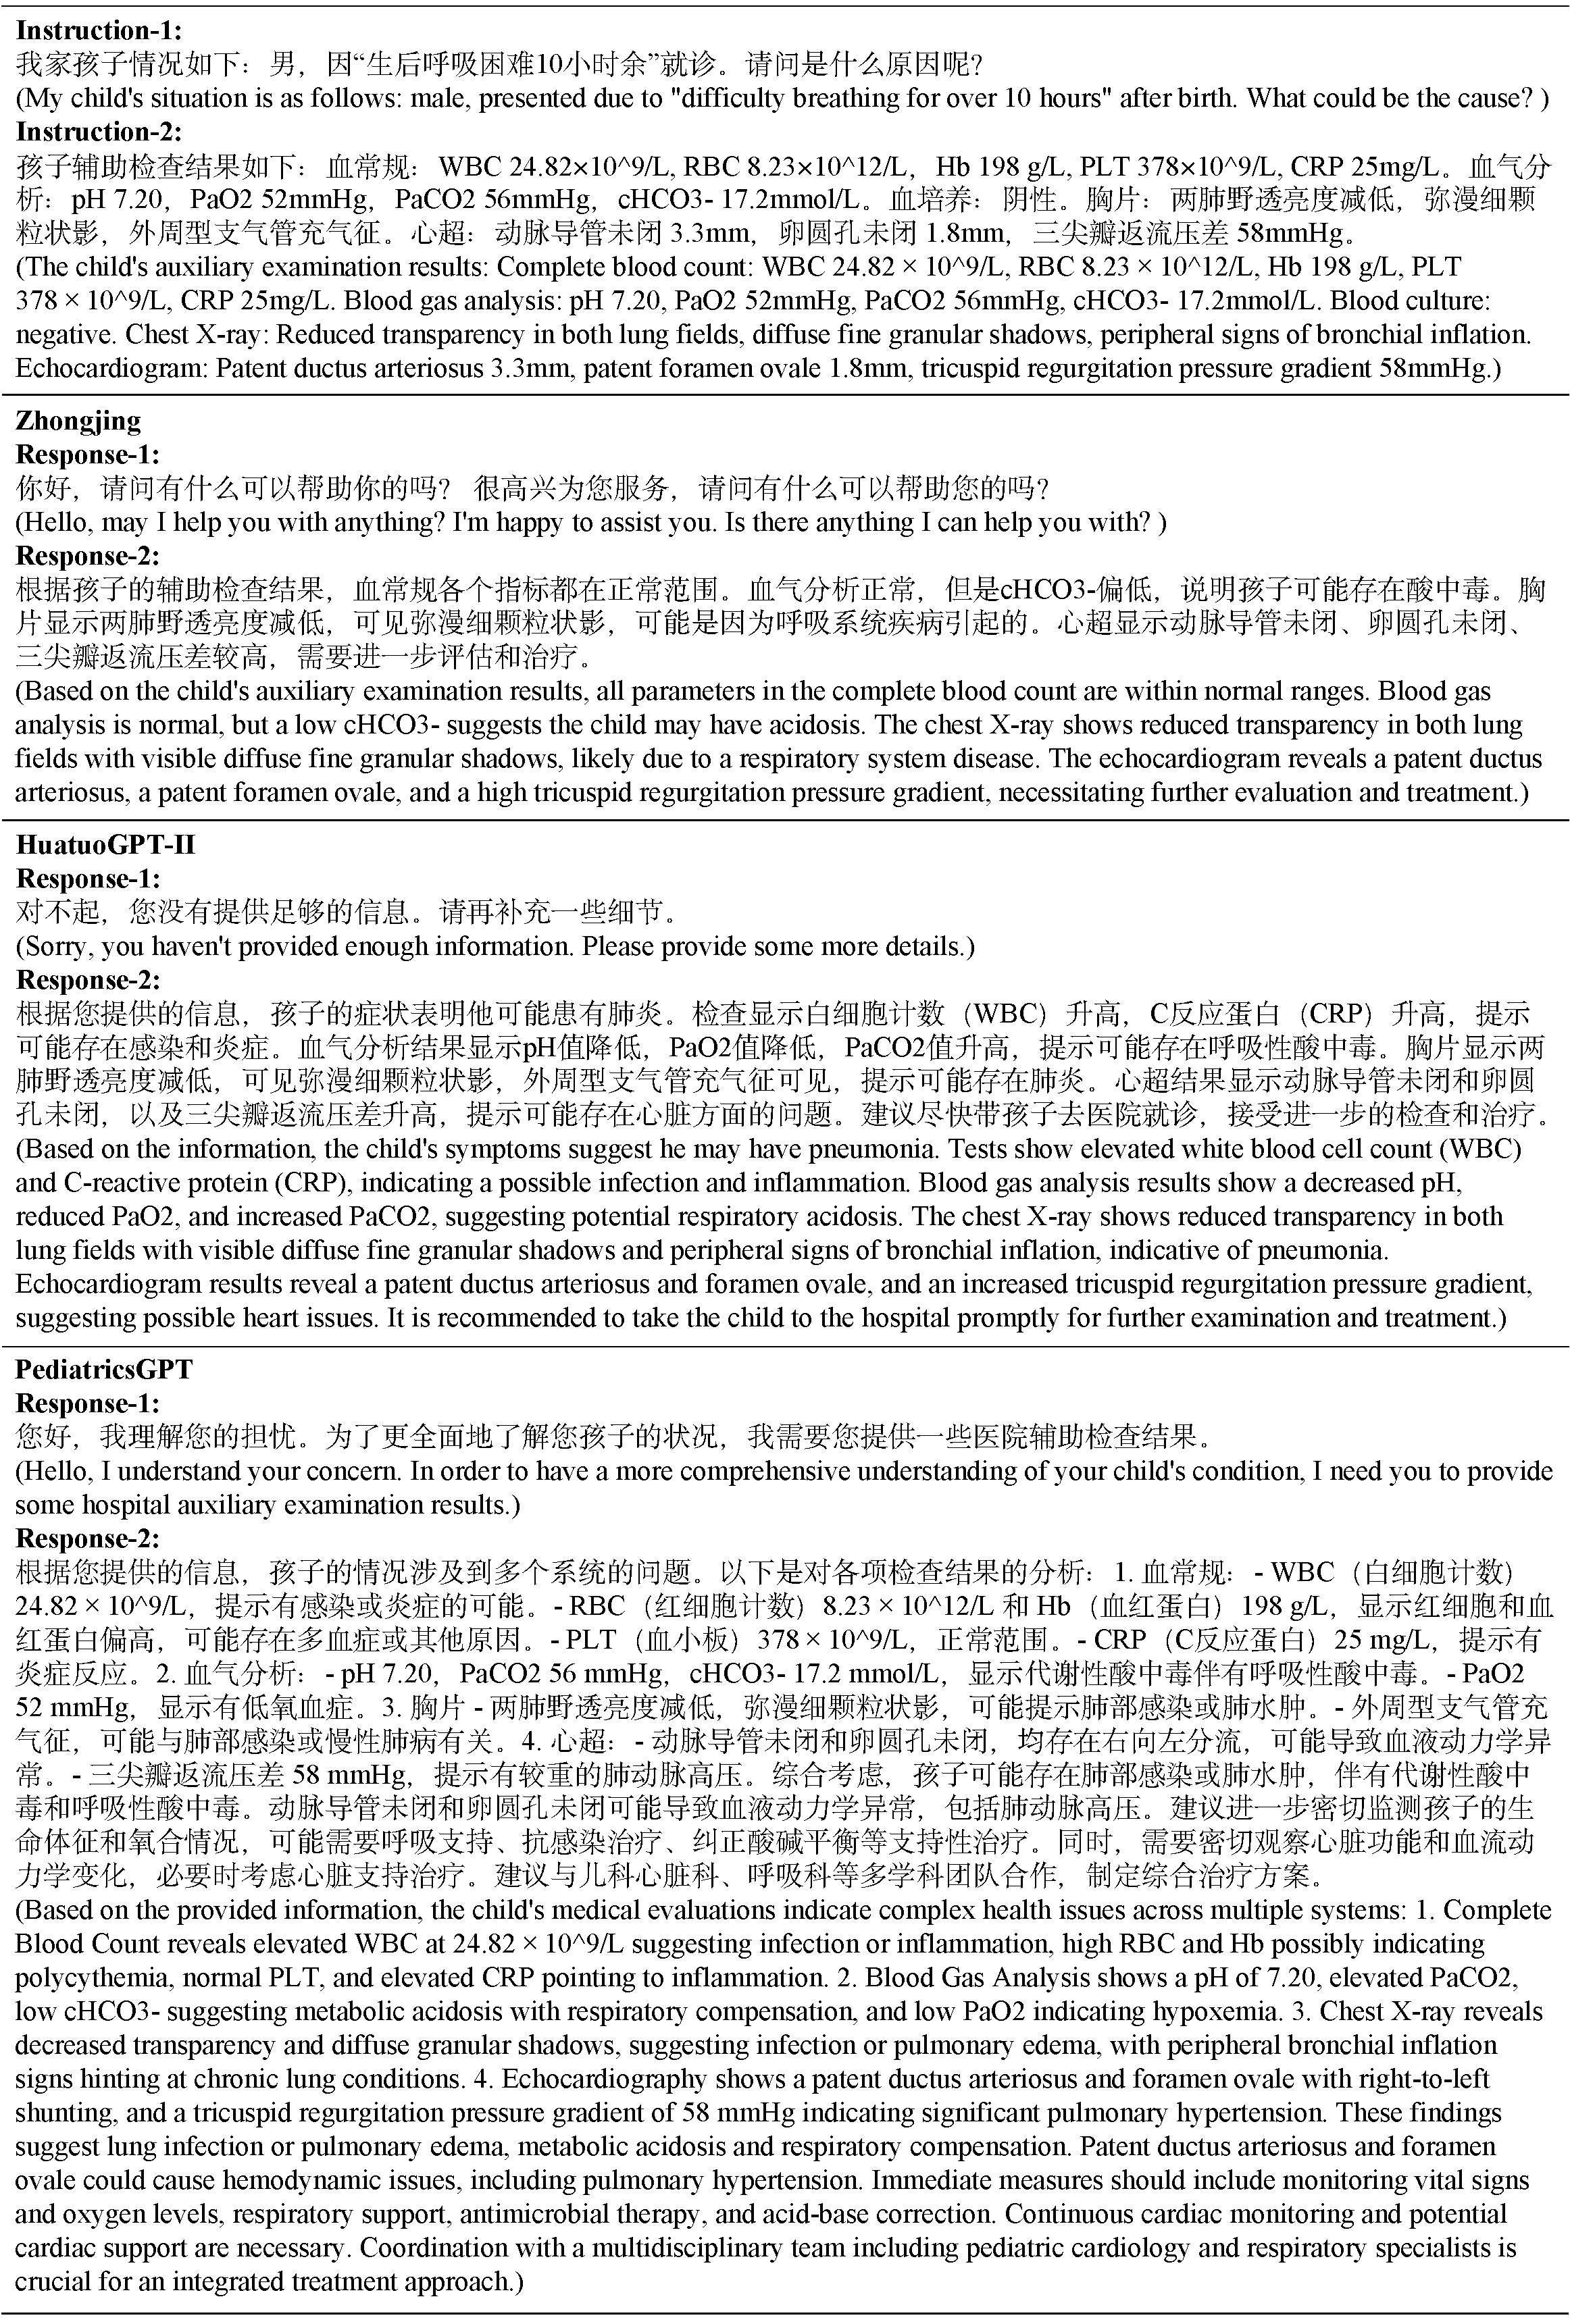 Instruction-1:
我家孩子情况如下：男，因“生后呼吸困难10小时余”就诊。请问是什么原因呢？
(My child's situation is as follows: male, presented due to "difficulty breathing for over 10 hours" after birth. What could be the cause? )
Instruction-2:
孩子辅助检查结果如下：血常规：WBC 24.82×10^9/L, RBC 8.23×10^12/L，Hb 198 g/L, PLT 378×10^9/L, CRP 25mg/L。血气分
析：pH 7.20，PaO2 52mmHg，PaCO2 56mmHg，cHCO3- 17.2mmol/L。血培养：阴性。胸片：两肺野透亮度减低，弥漫细颗
粒状影，外周型支气管充气征。心超：动脉导管未闭 3.3mm，卵圆孔未闭 1.8mm，三尖瓣返流压差 58mmHg。
(The child's auxiliary examination results: Complete blood count: WBC 24.82 × 10^9/L, RBC 8.23 × 10^12/L, Hb 198 g/L, PLT
378 × 10^9/L, CRP 25mg/L. Blood gas analysis: pH 7.20, PaO2 52mmHg, PaCO2 56mmHg, cHCO3- 17.2mmol/L. Blood culture:
negative. Chest X-ray: Reduced transparency in both lung fields, diffuse fine granular shadows, peripheral signs of bronchial inflation.
Echocardiogram: Patent ductus arteriosus 3.3mm, patent foramen ovale 1.8mm, tricuspid regurgitation pressure gradient 58mmHg.)
Zhongjing
Response-1:
你好，请问有什么可以帮助你的吗？ 很高兴为您服务，请问有什么可以帮助您的吗？
(Hello, may I help you with anything? I'm happy to assist you. Is there anything I can help you with? )
Response-2:
根据孩子的辅助检查结果，血常规各个指标都在正常范围。血气分析正常，但是cHCO3-偏低，说明孩子可能存在酸中毒。胸
片显示两肺野透亮度减低，可见弥漫细颗粒状影，可能是因为呼吸系统疾病引起的。心超显示动脉导管未闭、卵圆孔未闭、
三尖瓣返流压差较高，需要进一步评估和治疗。
(Based on the child's auxiliary examination results, all parameters in the complete blood count are within normal ranges. Blood gas
analysis is normal, but a low cHCO3- suggests the child may have acidosis. The chest X-ray shows reduced transparency in both lung
fields with visible diffuse fine granular shadows, likely due to a respiratory system disease. The echocardiogram reveals a patent ductus
arteriosus, a patent foramen ovale, and a high tricuspid regurgitation pressure gradient, necessitating further evaluation and treatment.)
HuatuoGPT-II
Response-1:
对不起，您没有提供足够的信息。请再补充一些细节。
(Sorry, you haven't provided enough information. Please provide some more details.)
Response-2:
根据您提供的信息，孩子的症状表明他可能患有肺炎。检查显示白细胞计数（WBC）升高，C反应蛋白（CRP）升高，提示
可能存在感染和炎症。血气分析结果显示pH值降低，PaO2值降低，PaCO2值升高，提示可能存在呼吸性酸中毒。胸片显示两
肺野透亮度减低，可见弥漫细颗粒状影，外周型支气管充气征可见，提示可能存在肺炎。心超结果显示动脉导管未闭和卵圆
孔未闭，以及三尖瓣返流压差升高，提示可能存在心脏方面的问题。建议尽快带孩子去医院就诊，接受进一步的检查和治疗。
(Based on the information, the child's symptoms suggest he may have pneumonia. Tests show elevated white blood cell count (WBC)
and C-reactive protein (CRP), indicating a possible infection and inflammation. Blood gas analysis results show a decreased pH,
reduced PaO2, and increased PaCO2, suggesting potential respiratory acidosis. The chest X-ray shows reduced transparency in both
lung fields with visible diffuse fine granular shadows and peripheral signs of bronchial inflation, indicative of pneumonia.
Echocardiogram results reveal a patent ductus arteriosus and foramen ovale, and an increased tricuspid regurgitation pressure gradient,
suggesting possible heart issues. It is recommended to take the child to the hospital promptly for further examination and treatment.)
PediatricsGPT
Response-1:
您好，我理解您的担忧。为了更全面地了解您孩子的状况，我需要您提供一些医院辅助检查结果。
(Hello, I understand your concern. In order to have a more comprehensive understanding of your child's condition, I need you to provide
some hospital auxiliary examination results.)
Response-2:
根据您提供的信息，孩子的情况涉及到多个系统的问题。以下是对各项检查结果的分析：1. 血常规：- WBC（白细胞计数）
24.82 × 10^9/L，提示有感染或炎症的可能。- RBC（红细胞计数）8.23 × 10^12/L 和 Hb（血红蛋白）198 g/L，显示红细胞和血
红蛋白偏高，可能存在多血症或其他原因。- PLT（血小板）378 × 10^9/L，正常范围。- CRP（C反应蛋白）25 mg/L，提示有
炎症反应。2. 血气分析：- pH 7.20，PaCO2 56 mmHg，cHCO3- 17.2 mmol/L，显示代谢性酸中毒伴有呼吸性酸中毒。- PaO2
52 mmHg，显示有低氧血症。3. 胸片 - 两肺野透亮度减低，弥漫细颗粒状影，可能提示肺部感染或肺水肿。- 外周型支气管充
气征，可能与肺部感染或慢性肺病有关。4. 心超：- 动脉导管未闭和卵圆孔未闭，均存在右向左分流，可能导致血液动力学异
常。- 三尖瓣返流压差 58 mmHg，提示有较重的肺动脉高压。综合考虑，孩子可能存在肺部感染或肺水肿，伴有代谢性酸中
毒和呼吸性酸中毒。动脉导管未闭和卵圆孔未闭可能导致血液动力学异常，包括肺动脉高压。建议进一步密切监测孩子的生
命体征和氧合情况，可能需要呼吸支持、抗感染治疗、纠正酸碱平衡等支持性治疗。同时，需要密切观察心脏功能和血流动
力学变化，必要时考虑心脏支持治疗。建议与儿科心脏科、呼吸科等多学科团队合作，制定综合治疗方案。
(Based on the provided information, the child's medical evaluations indicate complex health issues across multiple systems: 1. Complete
Blood Count reveals elevated WBC at 24.82 × 10^9/L suggesting infection or inflammation, high RBC and Hb possibly indicating
polycythemia, normal PLT, and elevated CRP pointing to inflammation. 2. Blood Gas Analysis shows a pH of 7.20, elevated PaCO2,
low cHCO3- suggesting metabolic acidosis with respiratory compensation, and low PaO2 indicating hypoxemia. 3. Chest X-ray reveals
decreased transparency and diffuse granular shadows, suggesting infection or pulmonary edema, with peripheral bronchial inflation
signs hinting at chronic lung conditions. 4. Echocardiography shows a patent ductus arteriosus and foramen ovale with right-to-left
shunting, and a tricuspid regurgitation pressure gradient of 58 mmHg indicating significant pulmonary hypertension. These findings
suggest lung infection or pulmonary edema, metabolic acidosis and respiratory compensation. Patent ductus arteriosus and foramen
ovale could cause hemodynamic issues, including pulmonary hypertension. Immediate measures should include monitoring vital signs
and oxygen levels, respiratory support, antimicrobial therapy, and acid-base correction. Continuous cardiac monitoring and potential
cardiac support are necessary. Coordination with a multidisciplinary team including pediatric cardiology and respiratory specialists is
crucial for an integrated treatment approach.)